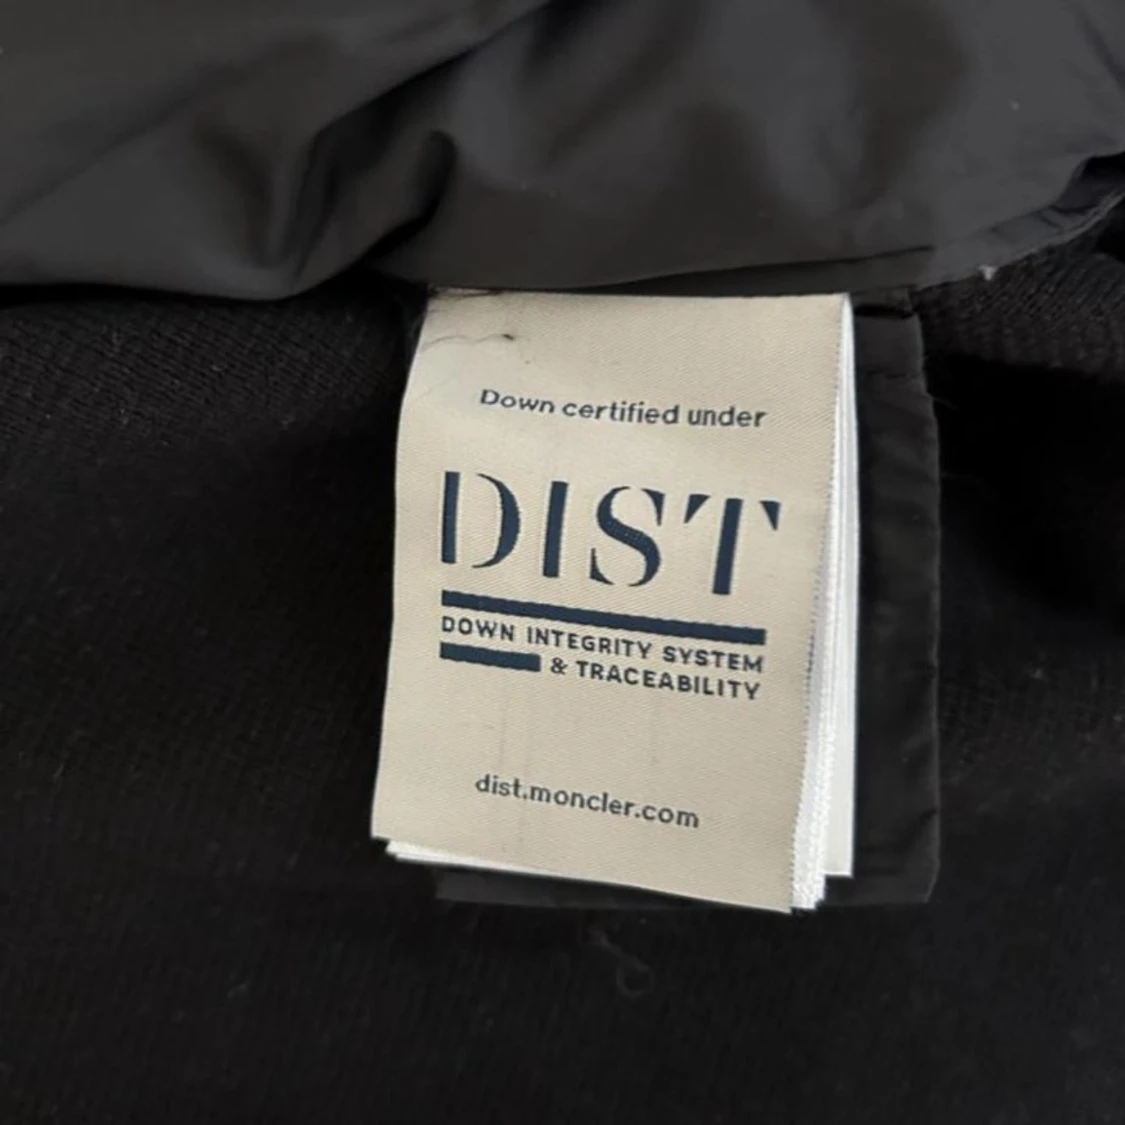 Down certified under
DIST
DOWN INTEGRITY SYSTEM
& TRACEABILITY
dist.moncler.com